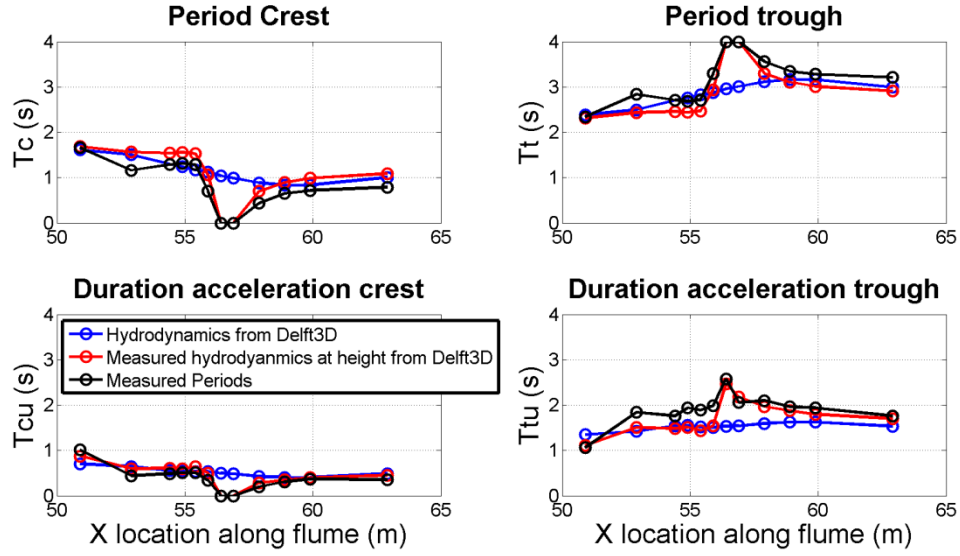 Period Crest
Tc (s)
4
3
2
1
0
50
55
60
65
Period trough
Tt (s)
4
3
2
1
0
50
55
60
65
Duration acceleration crest
Tcu (s)
4
3
2
1
0
Hydrodynamics from Delft3D
Measured hydrodyanmics at height from Delft3D
Measured Periods
50
55
60
65
X location along flume (m)
Duration acceleration trough
Ttu (s)
4
3
2
1
0
50
55
60
65
X location along flume (m)